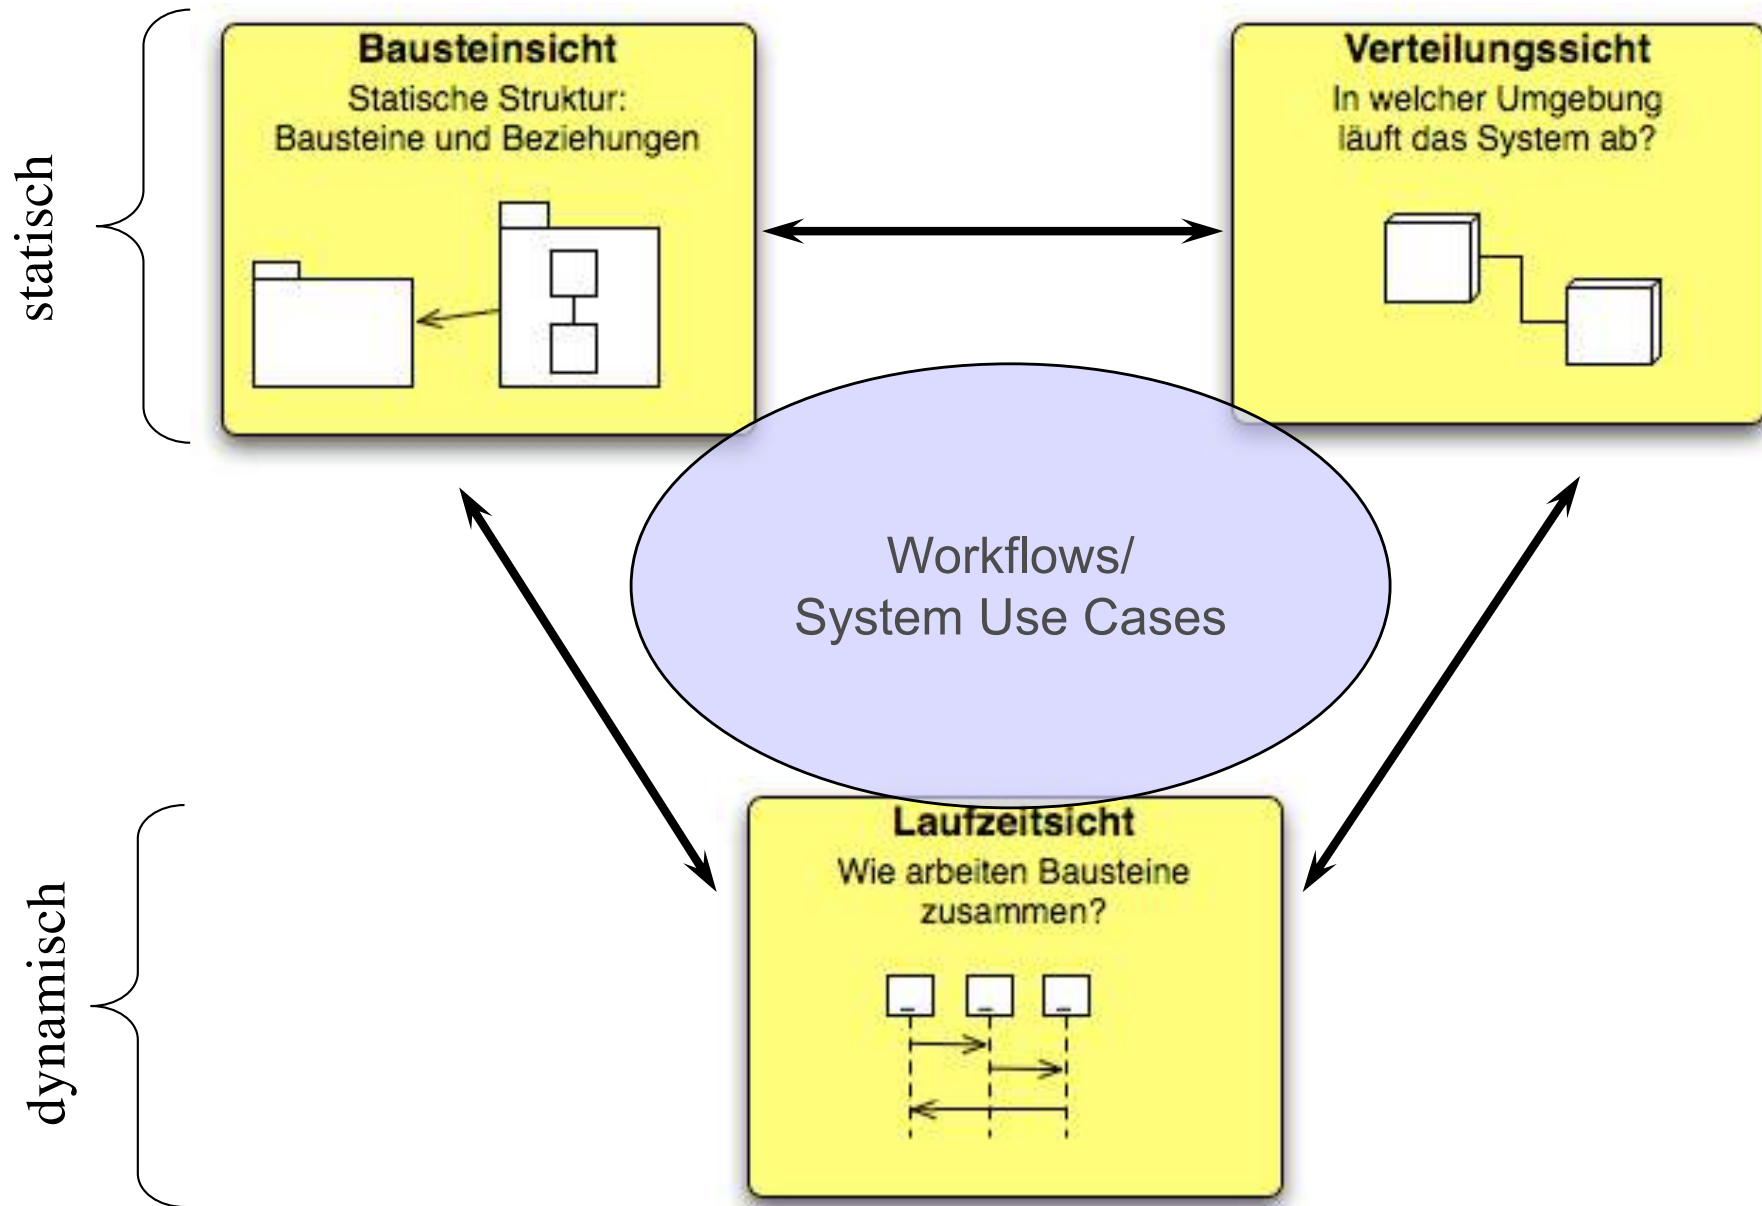 statisch
Bausteinsicht
Statische Struktur:
Bausteine und Beziehungen
Verteilungssicht
In welcher Umgebung
läuft das System ab?
Workflows/
System Use Cases
dynamisch
Laufzeitsicht
Wie arbeiten Bausteine
zusammen?